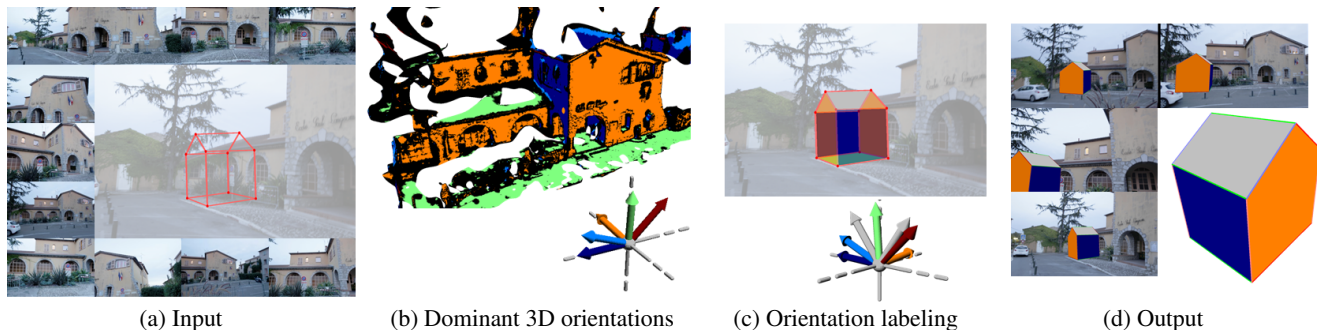 (a) Input
(b) Dominant 3D orientations
(c) Orientation labeling
(d) Output